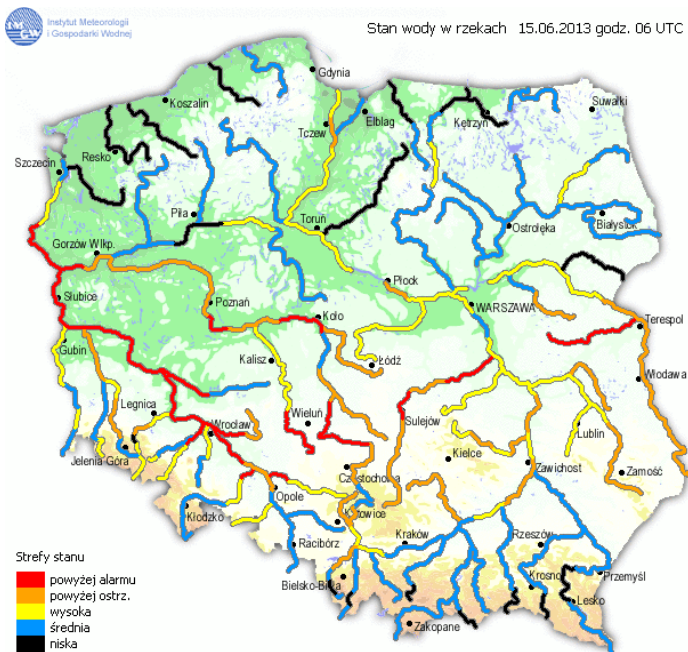 IMGW
Instytut Meteorologii
i Gospodarki Wodnej
Stan wody w rzekach 15.06.2013 godz. 06 UTC
Gdynia
Koszalin
Suwałki
Tczew
Elbląg
Kętrzyn
Resko
Szczecin
Piła
Toruń
Ostrołęka
Białystok
Gorzów Wlkp.
Płock
Słubice
Poznań
Koło
WARSZAWA
Terespol
Gubin
Kalisz
Łódź
Włodawa
Legnica
Wrocław
Wieluń
Sulejów
Lublin
Jelenia Góra
Kielce
Zawichost
Zamość
Częstochowa
Opole
Kłodzko
Katowice
Kraków
Rzeszów
Racibórz
Bielsko-Biała
Krosno
Przemyśl
Lesko
Zakopane
Strefy stanu
powyżej alarmu
powyżej ostrz.
wysoka
średnia
niska